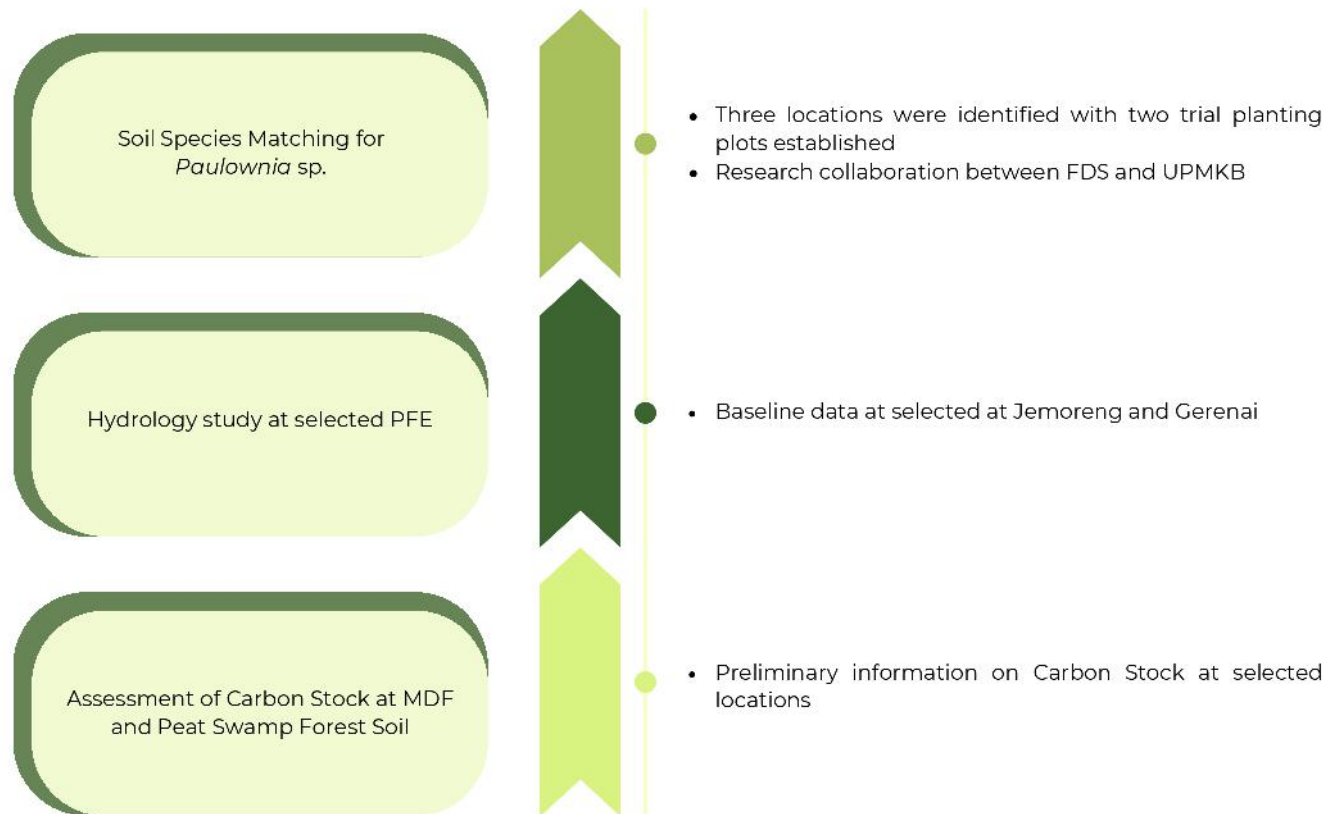 Soil Species Matching for
Paulownia sp.
• Three locations were identified with two trial planting
plots established
• Research collaboration between FDS and UPMKB
Hydrology study at selected PFE
• Baseline data at selected at Jemoreng and Gerenai
Assessment of Carbon Stock at MDF
and Peat Swamp Forest Soil
• Preliminary information on Carbon Stock at selected
locations